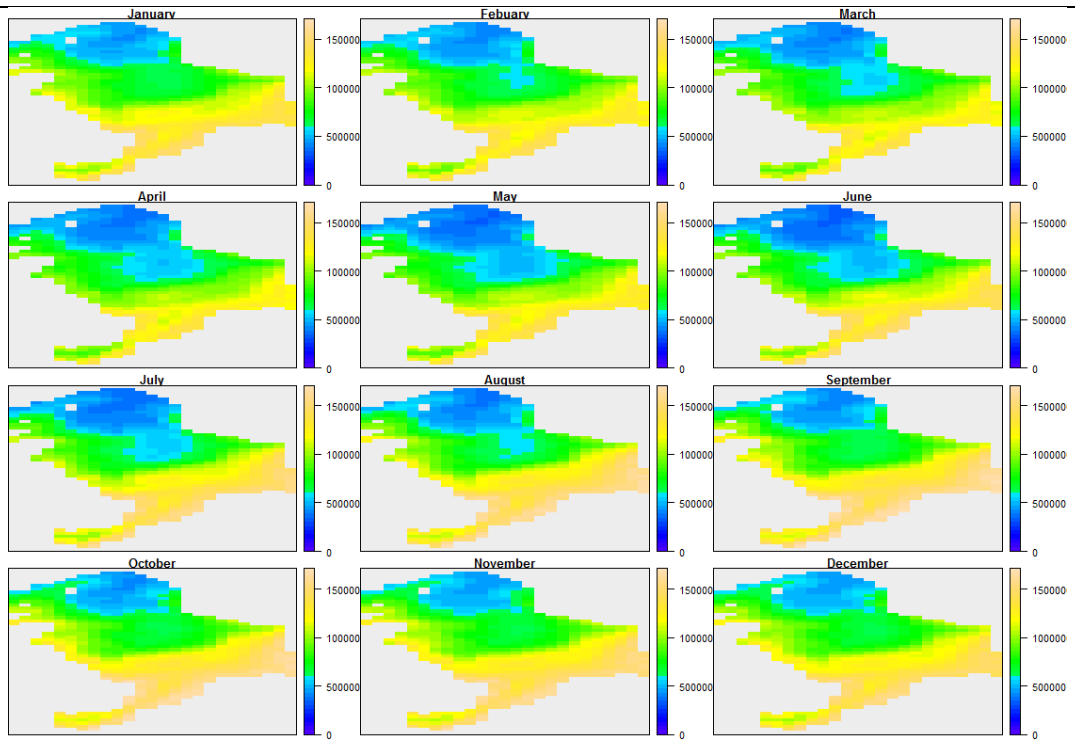 January Febuary March
150000 150000 150000
100000 100000 100000
500000 500000 500000
0 0 0
April May June
150000 150000 150000
100000 100000 100000
500000 500000 500000
0 0 0
July August September
150000 150000 150000
100000 100000 100000
500000 500000 500000
0 0 0
October November December
150000 150000 150000
100000 100000 100000
500000 500000 500000
0 0 0